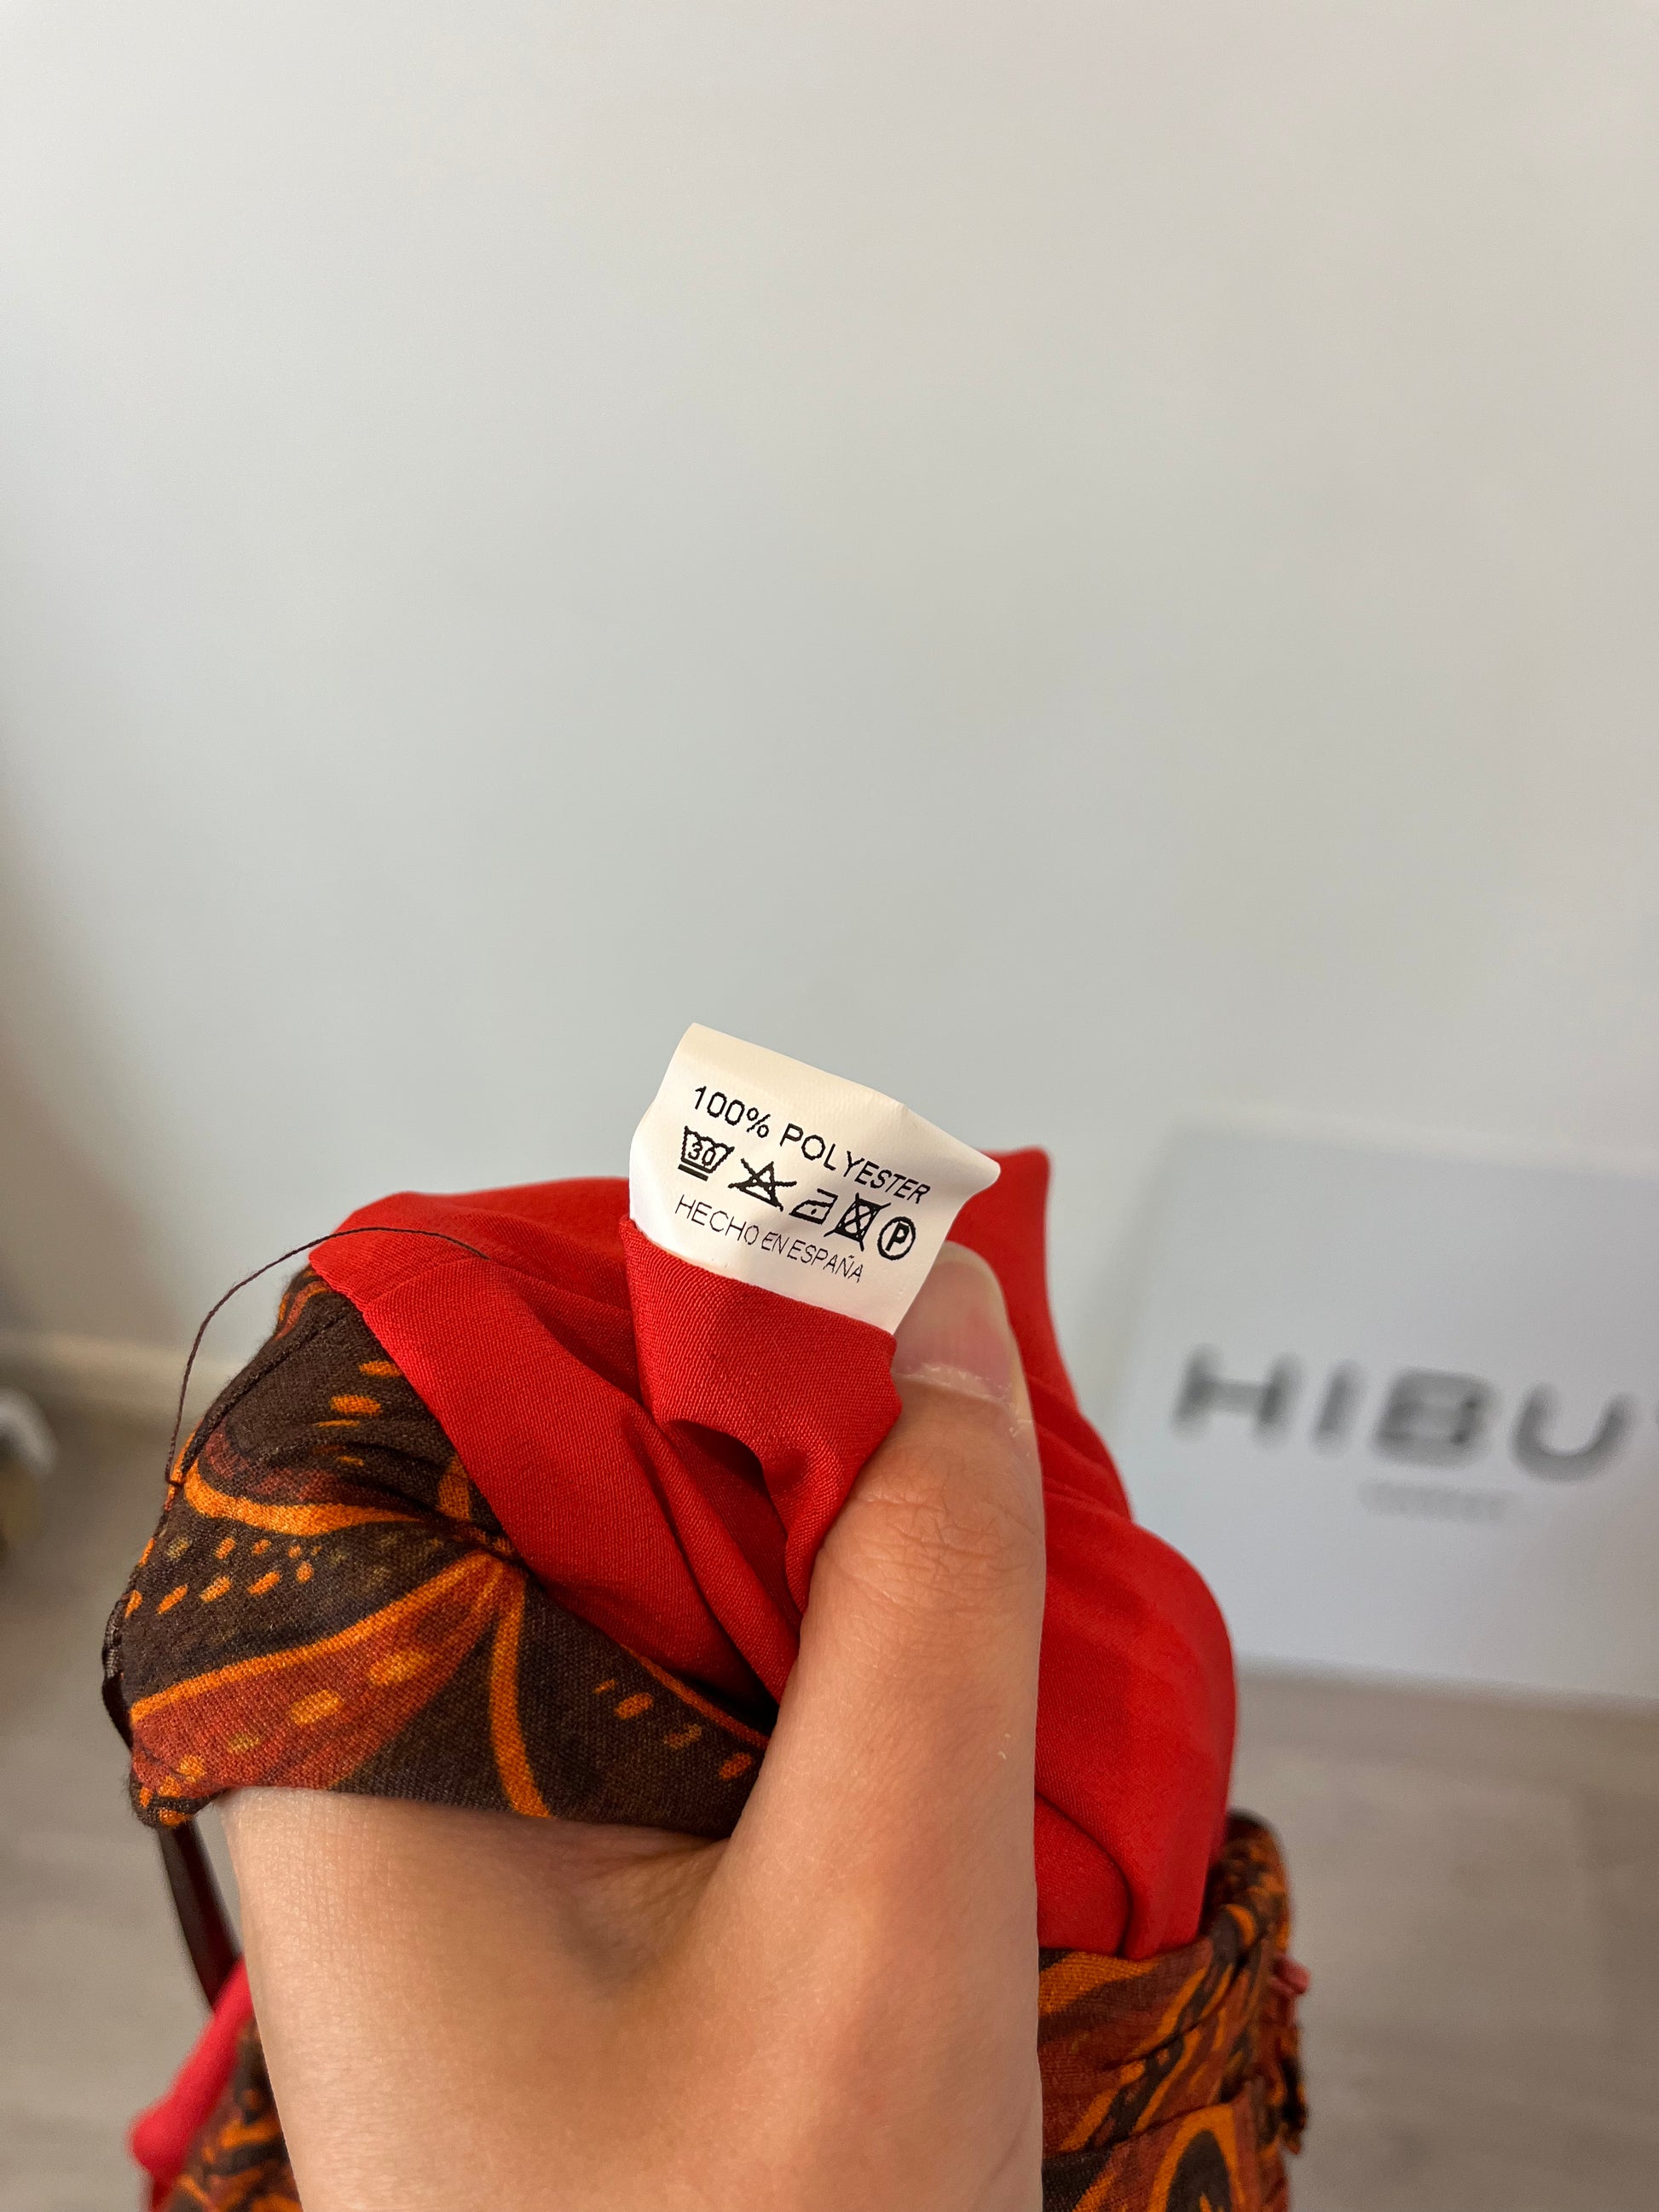 100% POLYESTER
30 P
HECHO EN ESPAÑA
HIBU